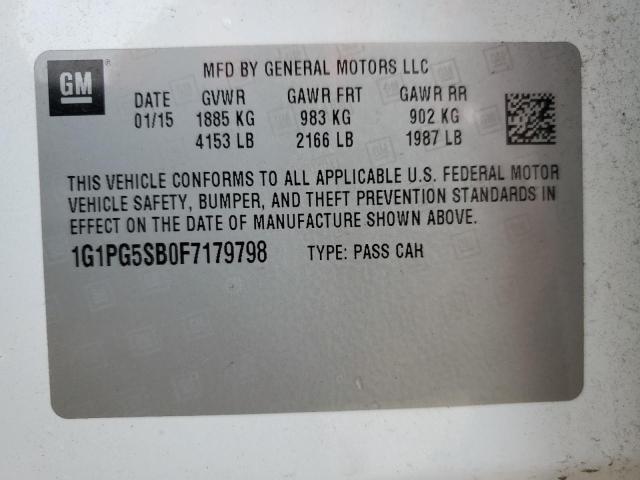 GM
MFD BY GENERAL MOTORS LLC
DATE GVWR GAWR FRT GAWR RR
01/15 1885 KG 983 KG 902 KG
4153 LB 2166 LB 1987 LB
THIS VEHICLE CONFORMS TO ALL APPLICABLE U.S. FEDERAL MOTOR
VEHICLE SAFETY, BUMPER, AND THEFT PREVENTION STANDARDS IN
EFFECT ON THE DATE OF MANUFACTURE SHOWN ABOVE.
1G1PG5SB0F7179798 TYPE: PASS CAH